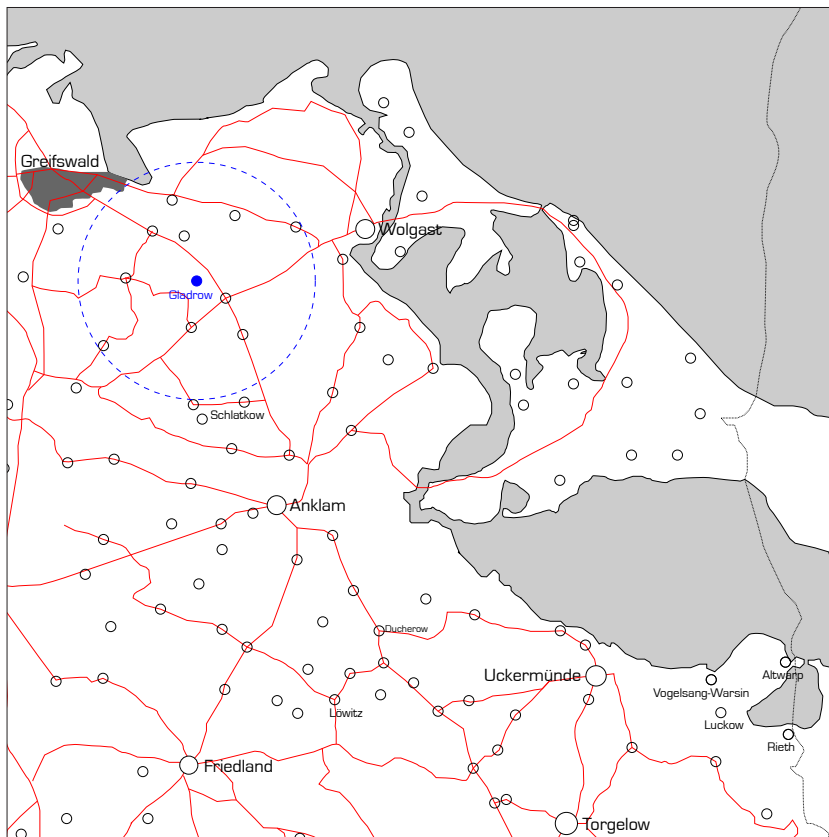 Greifswald
Wolgast
Gladrow
Schlatkow
Anklam
Ducherow
Uckermünde
Altwarp
Vogelsang-Warsin
Löwitz
Luckow
Rieth
Friedland
Torgelow